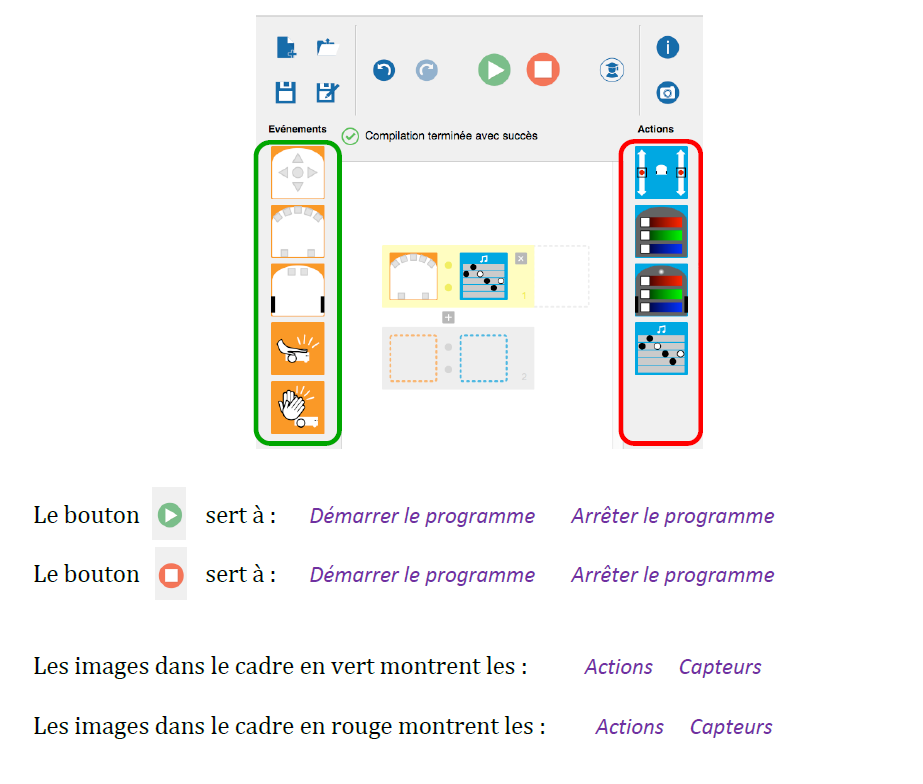 Evénements
Compilation terminée avec succès
Actions
1
2
Le bouton sert à : Démarrer le programme Arrêter le programme
Le bouton sert à : Démarrer le programme Arrêter le programme
Les images dans le cadre en vert montrent les : Actions Capteurs
Les images dans le cadre en rouge montrent les : Actions Capteurs